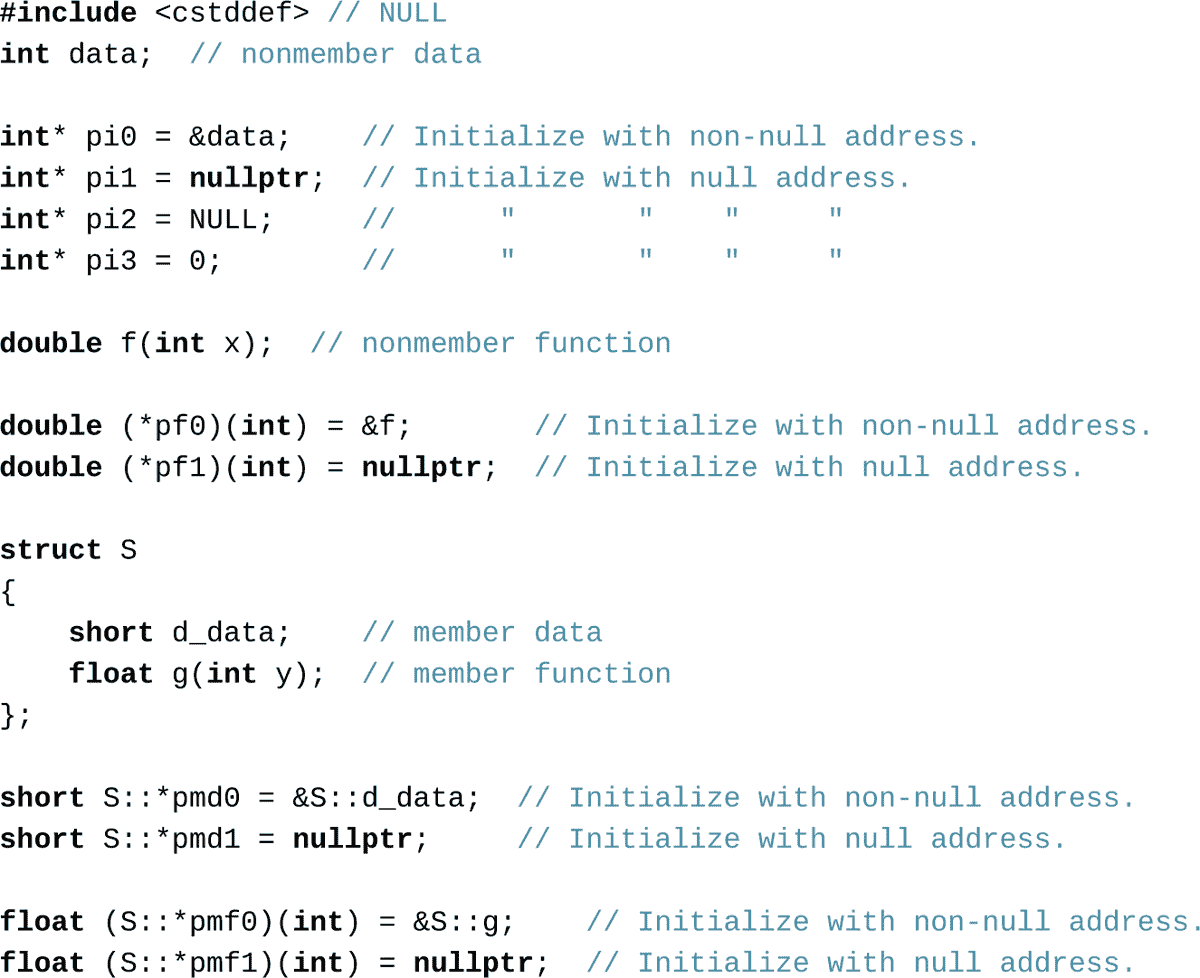 #include <cstddef> // NULL
int data;  // nonmember data

int* pi0 = &data;    // Initialize with non-null address.
int* pi1 = nullptr;  // Initialize with null address.
int* pi2 = NULL;     //      "       "    "     "
int* pi3 = 0;        //      "       "    "     "

double f(int x);  // nonmember function

double (*pf0)(int) = &f;       // Initialize with non-null address.
double (*pf1)(int) = nullptr;  // Initialize with null address.

struct S
{
    short d_data;    // member data
    float g(int y);  // member function
};

short S::*pmd0 = &S::d_data;  // Initialize with non-null address.
short S::*pmd1 = nullptr;     // Initialize with null address.

float (S::*pmf0)(int) = &S::g;    // Initialize with non-null address.
float (S::*pmf1)(int) = nullptr;  // Initialize with null address.